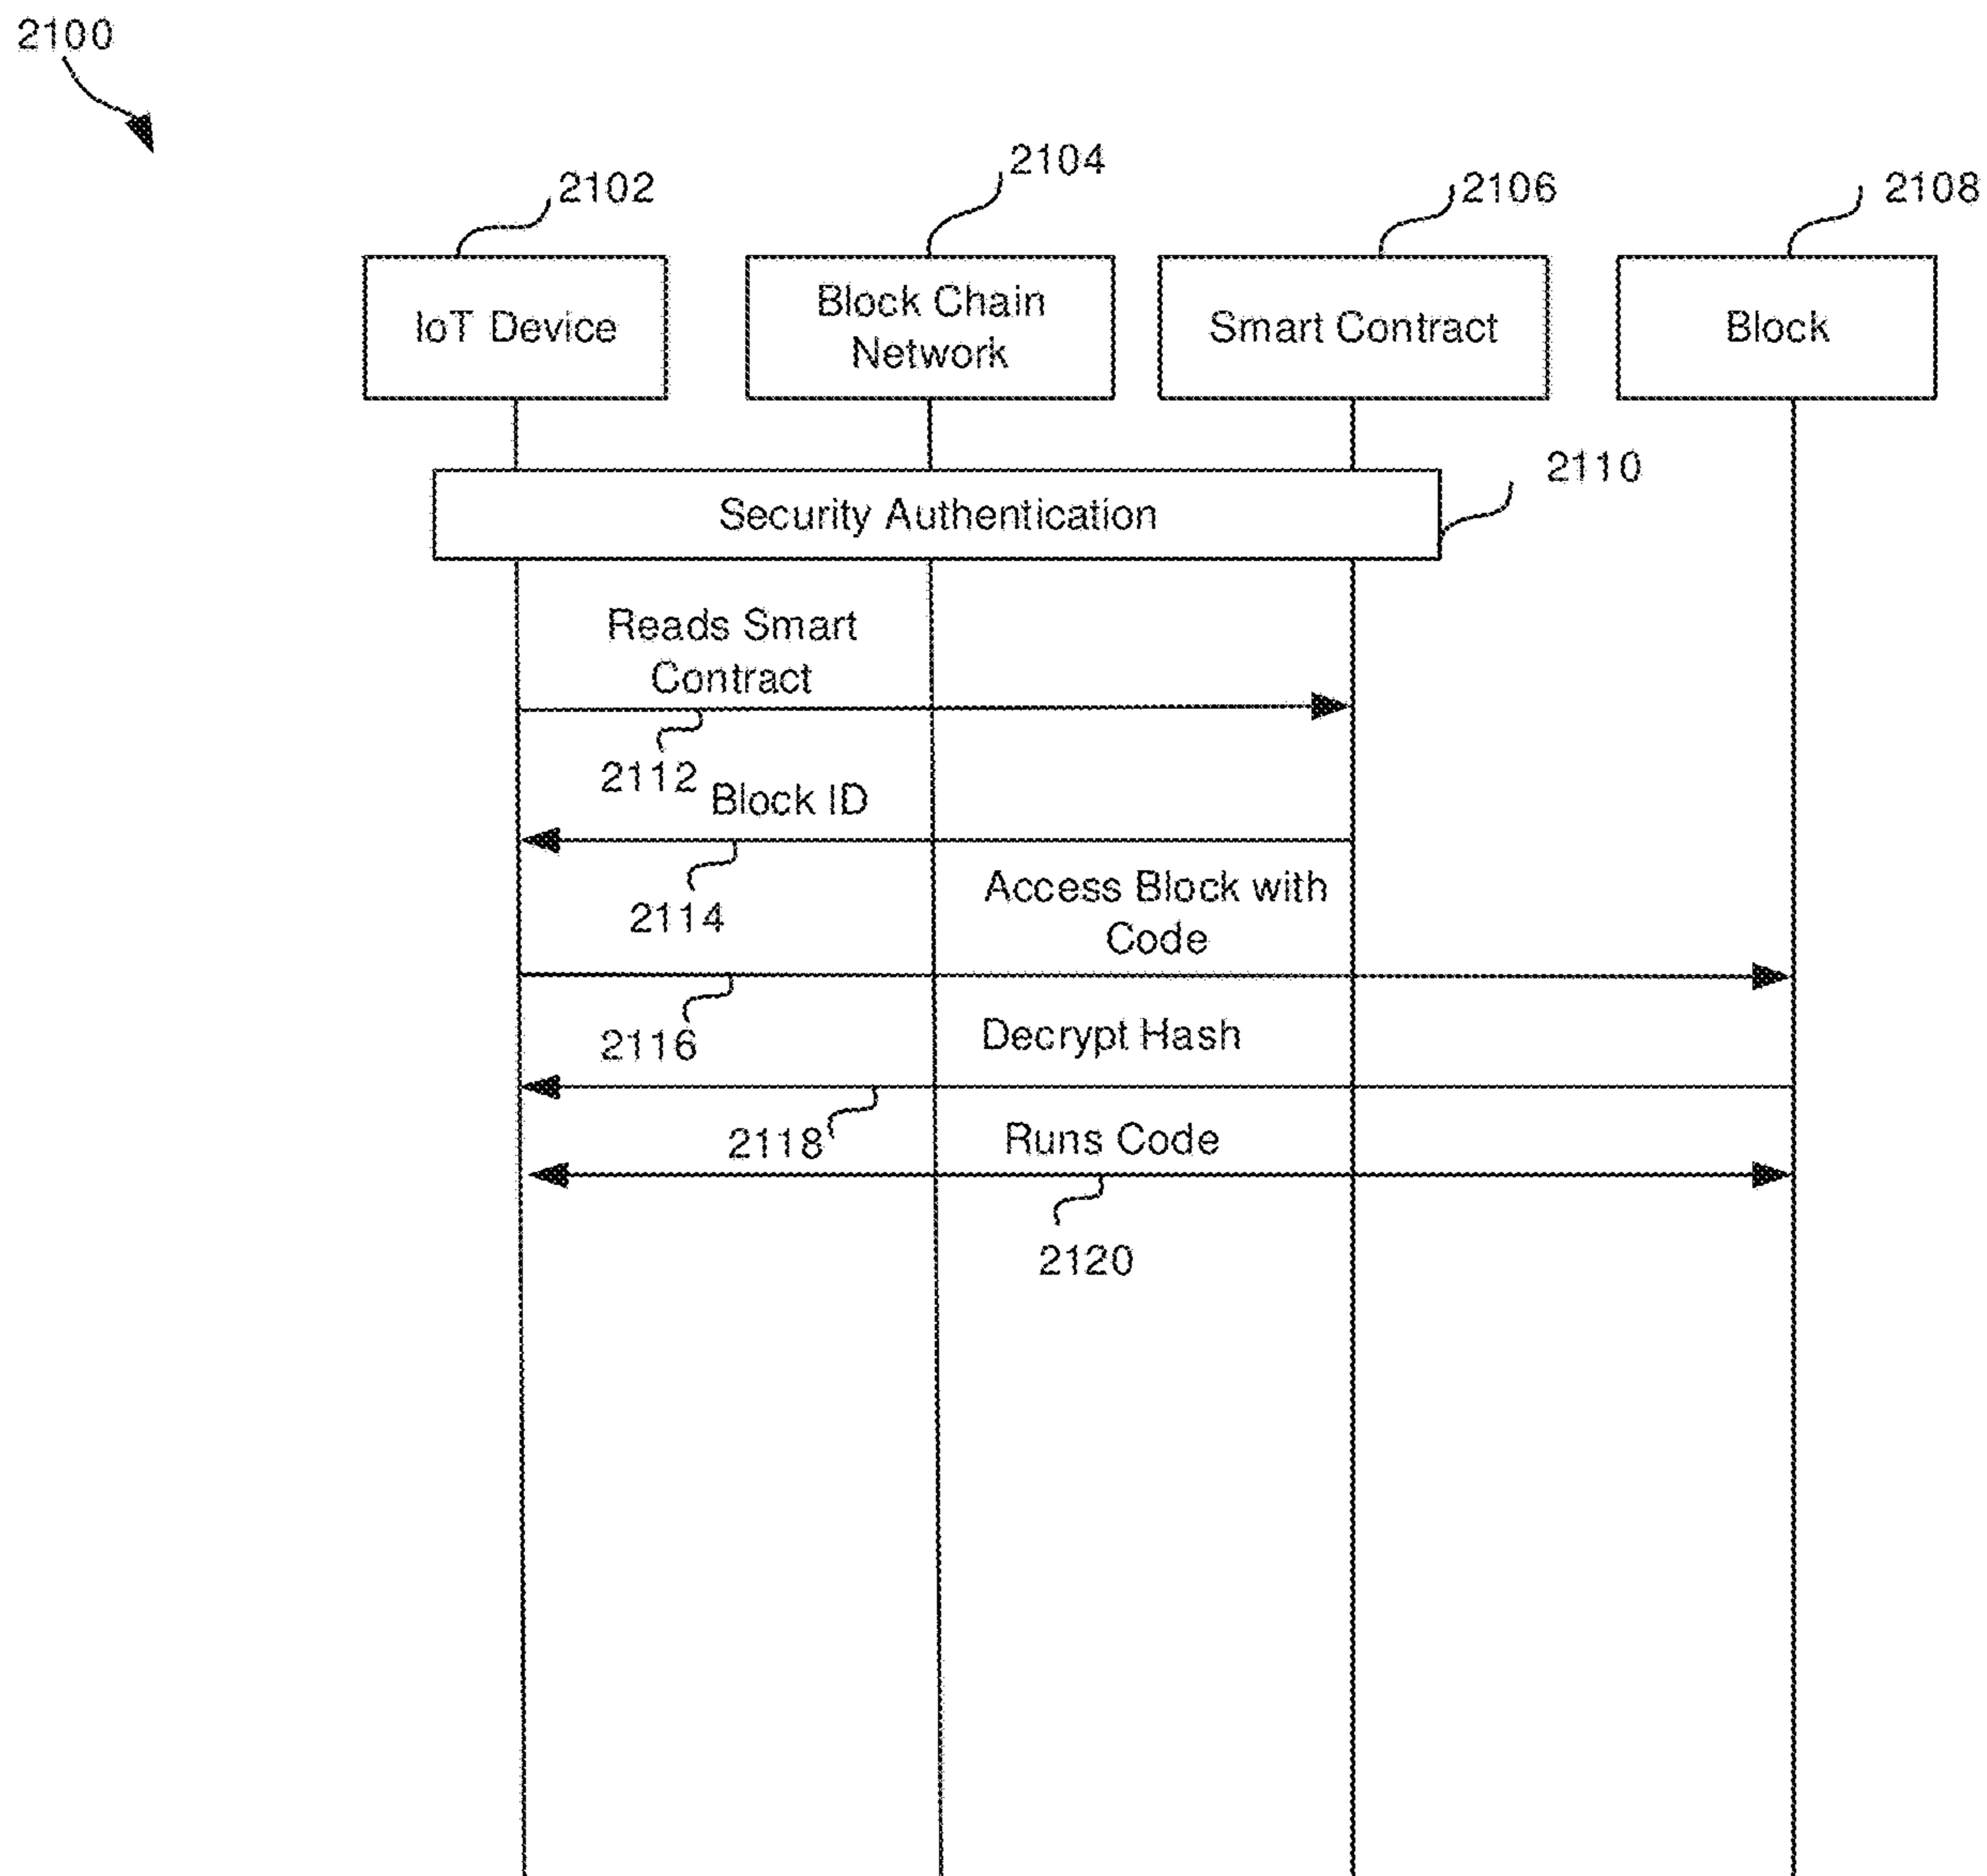 2100
2102
2104
2106
2108
IoT Device
Block Chain
Network
Smart Contract
Block
2110
Security Authentication
Reads Smart
Contract
2112
Block ID
2114
Access Block with
Code
2116
Decrypt Hash
2118
Runs Code
2120